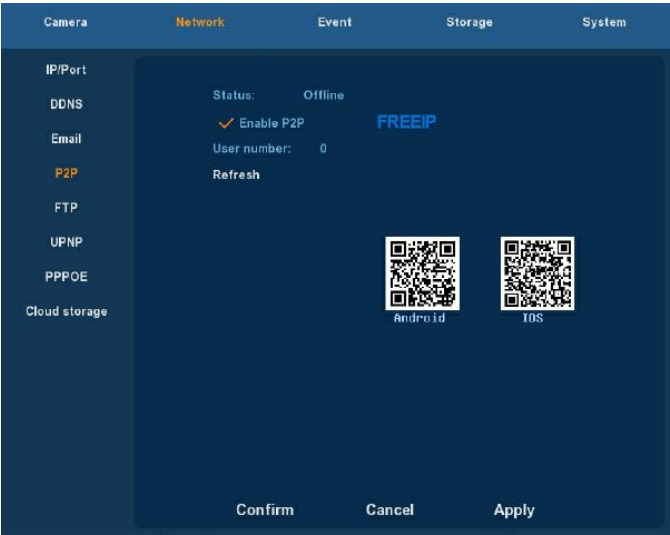 Camera Network Event Storage System
IP/Port
DDNS
Email
P2P
FTP
UPNP
PPPOE
Cloud storage
Status: Offline
Enable P2P FREEIP
User number: 0
Refresh
Android IOS
Confirm Cancel Apply